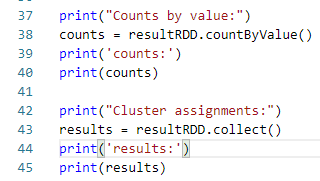 37 print("Counts by value:")
38 counts = resultRDD.countByValue()
39 print('counts:')
40 print(counts)
41
42 print("Cluster assignments:")
43 results = resultRDD.collect()
44 print('results:')
45 print(results)